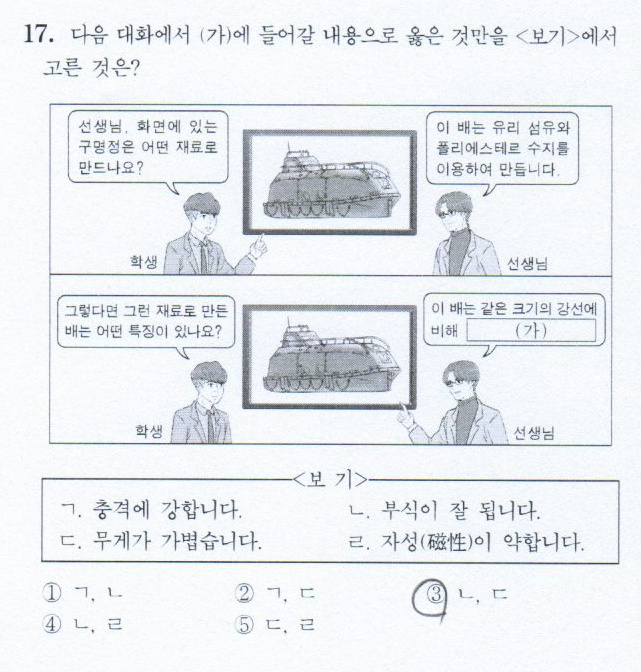 17. 다음 대화에서 (가)에 들어갈 내용으로 옳은 것만을 <보기>에서
고른 것은?
선생님, 화면에 있는
구명정은 어떤 재료로
만드나요?
이 배는 유리 섬유와
폴리에스테르 수지를
이용하여 만듭니다.
학생
선생님
그렇다면 그런 재료로 만든
배는 어떤 특징이 있나요?
이 배는 같은 크기의 강선에
비해 (가)
학생
선생님
<보 기>
ㄱ. 충격에 강합니다. ㄴ. 부식이 잘 됩니다.
ㄷ. 무게가 가볍습니다. ㄹ. 자성(磁性)이 약합니다.
① ㄱ, ㄴ ② ㄱ, ㄷ ③ ㄴ, ㄷ
④ ㄴ, ㄹ ⑤ ㄷ, ㄹ